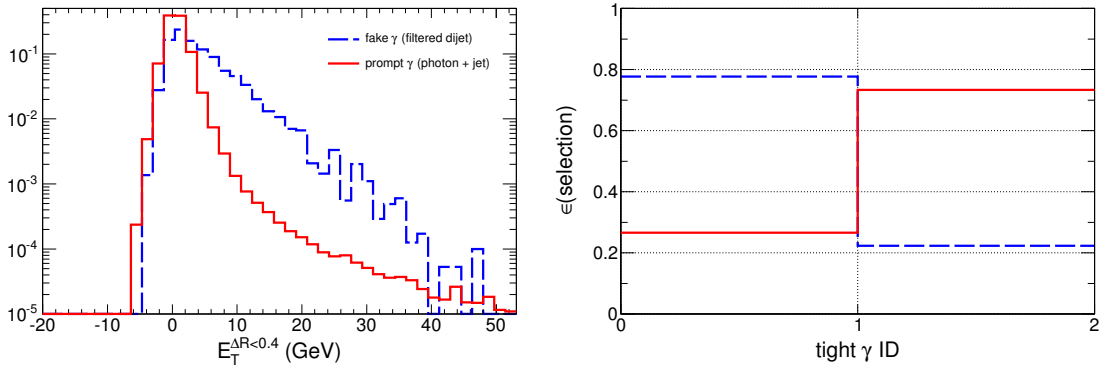 10⁻¹
10⁻²
10⁻³
10⁻⁴
10⁻⁵
-20 -10 0 10 20 30 40 50
E_T^{ΔR<0.4} (GeV)
fake γ (filtered dijet)
prompt γ (photon + jet)
1
0.8
0.6
0.4
0.2
0
∈(selection)
0 1 2
tight γ ID